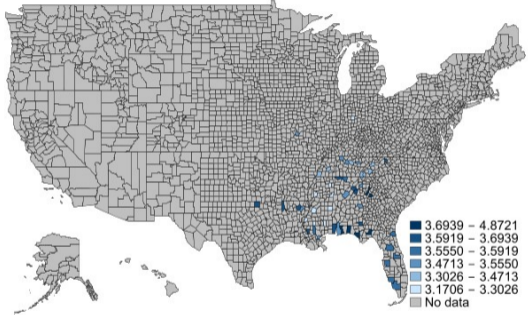 3.6939 – 4.8721
3.5919 – 3.6939
3.5550 – 3.5919
3.4713 – 3.5550
3.3026 – 3.4713
3.1706 – 3.3026
No data